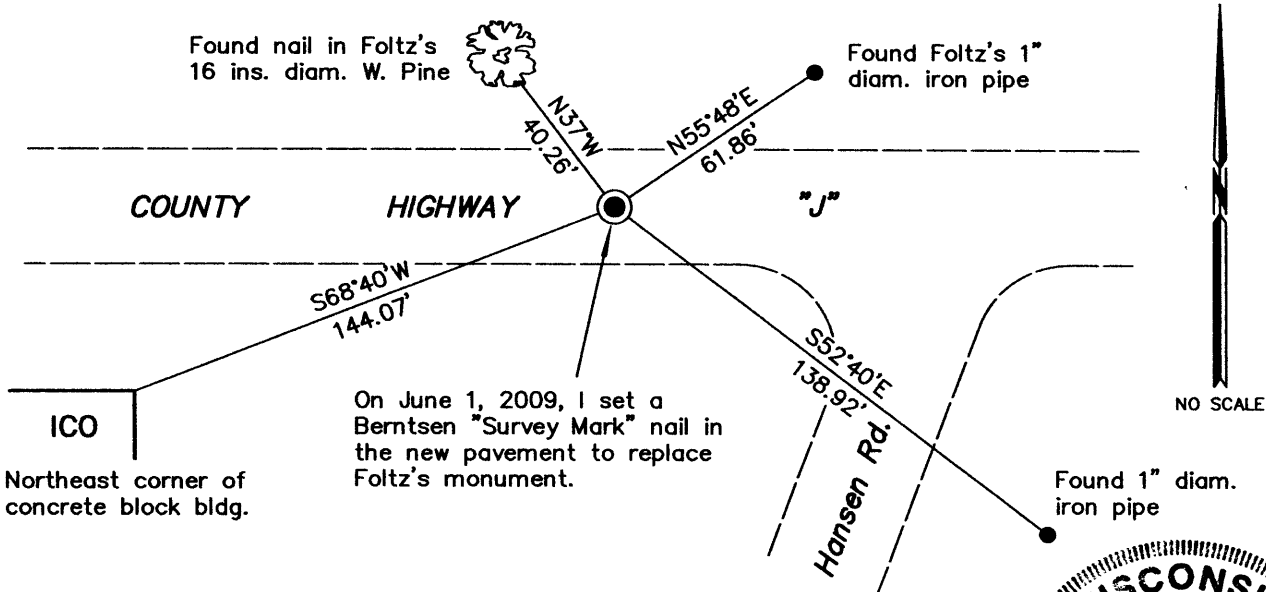 Found nail in Foltz's
16 ins. diam. W. Pine
Found Foltz's 1"
diam. iron pipe
N37°W
40.26'
N55°48'E
61.86'
COUNTY HIGHWAY "J"
N
S68°40'W
144.07'
S52°40'E
138.92'
NO SCALE
ICO
On June 1, 2009, I set a
Berntsen "Survey Mark" nail in
the new pavement to replace
Foltz's monument.
Northeast corner of
concrete block bldg.
Hansen Rd.
Found 1" diam.
iron pipe
ISCONSI